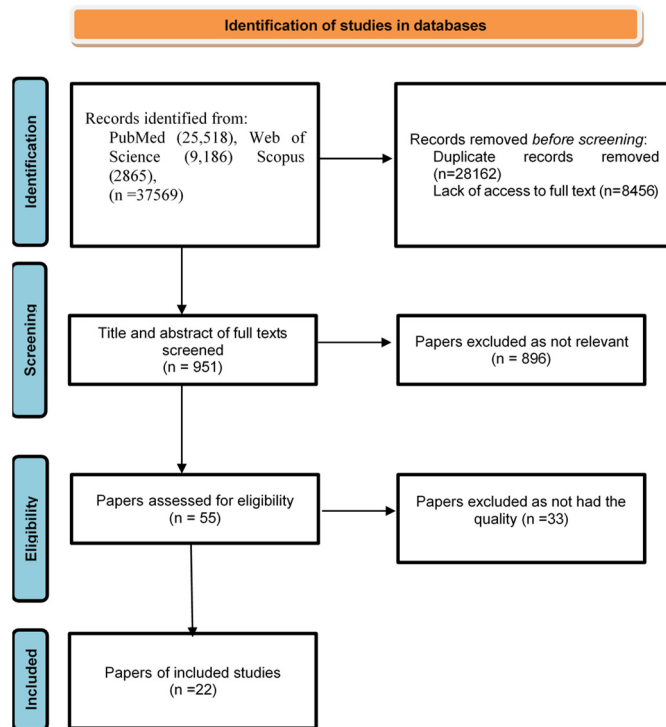 Identification of studies in databases
Identification
Records identified from:
PubMed (25,518), Web of
Science (9,186) Scopus
(2865),
(n =37569)
Records removed before screening:
Duplicate records removed
(n=28162)
Lack of access to full text (n=8456)
Screening
Title and abstract of full texts
screened
(n = 951)
Papers excluded as not relevant
(n = 896)
Eligibility
Papers assessed for eligibility
(n = 55)
Papers excluded as not had the
quality (n =33)
Included
Papers of included studies
(n =22)